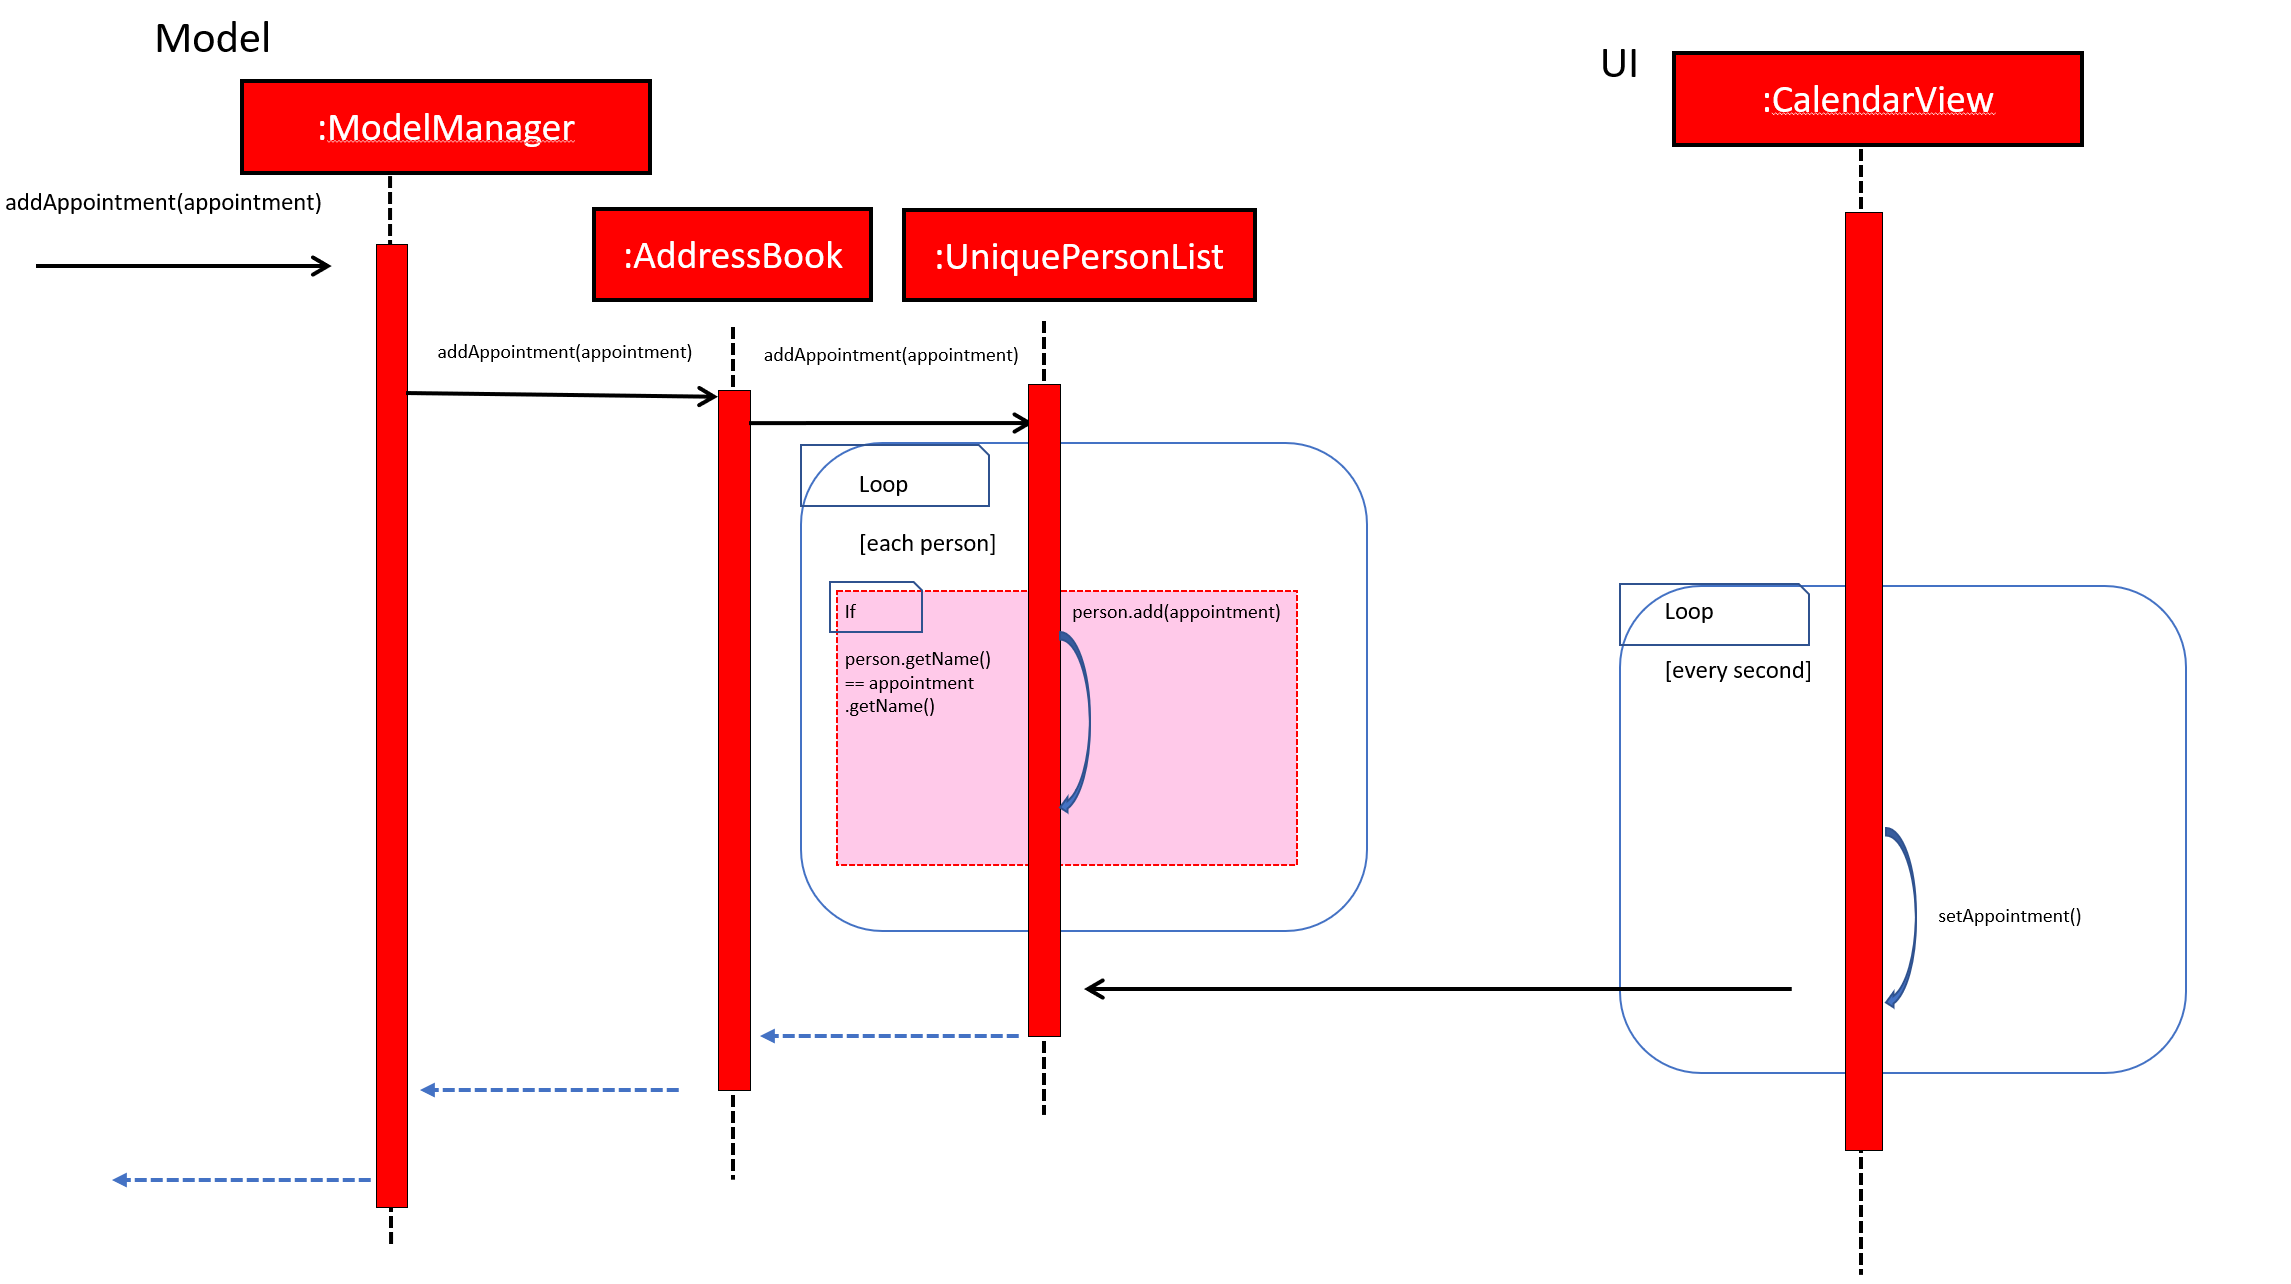 Model
UI
:ModelManager
:CalendarView
addAppointment(appointment)
:AddressBook
:UniquePersonList
addAppointment(appointment)
addAppointment(appointment)
Loop
[each person]
If
person.add(appointment)
person.getName()
== appointment
.getName()
Loop
[every second]
setAppointment()